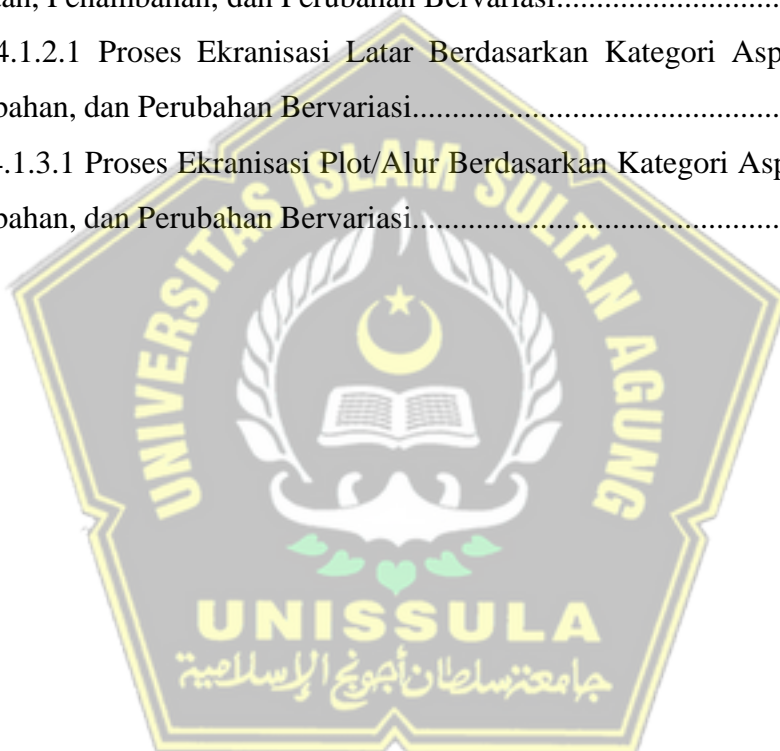 Penambahan, dan Perubahan Bervariasi
4.1.2.1 Proses Ekranisasi Latar Berdasarkan Kategori Asp
bahan, dan Perubahan Bervariasi
4.1.3.1 Proses Ekranisasi Plot/Alur Berdasarkan Kategori Asp
bahan, dan Perubahan Bervariasi
UNIVERSITAS ISLAM SULTAN AGUNG
UNISSULA
جامعة سلطان أجونج الإسلامية